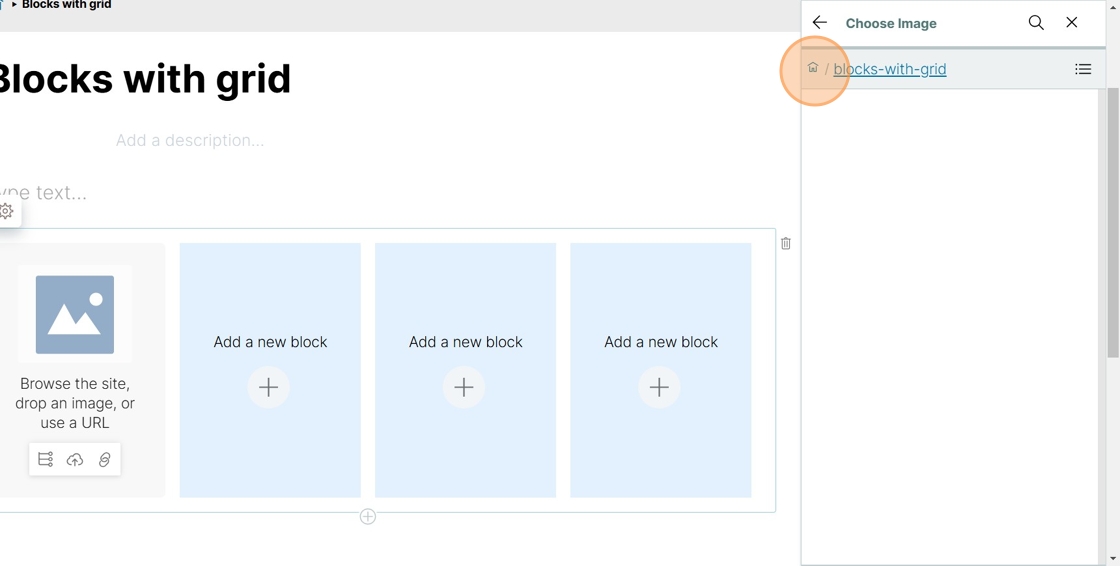 Blocks with grid
Choose Image
/ blocks-with-grid
Blocks with grid
Add a description...
ype text...
Add a new block
Add a new block
Add a new block
Browse the site,
drop an image, or
use a URL